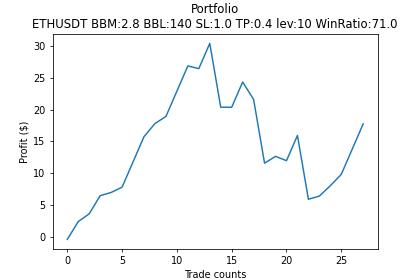 Portfolio
ETHUSDT BBM:2.8 BBL:140 SL:1.0 TP:0.4 lev:10 WinRatio:71.0
30
25
20
15
10
5
0
Profit ($)
0 5 10 15 20 25
Trade counts